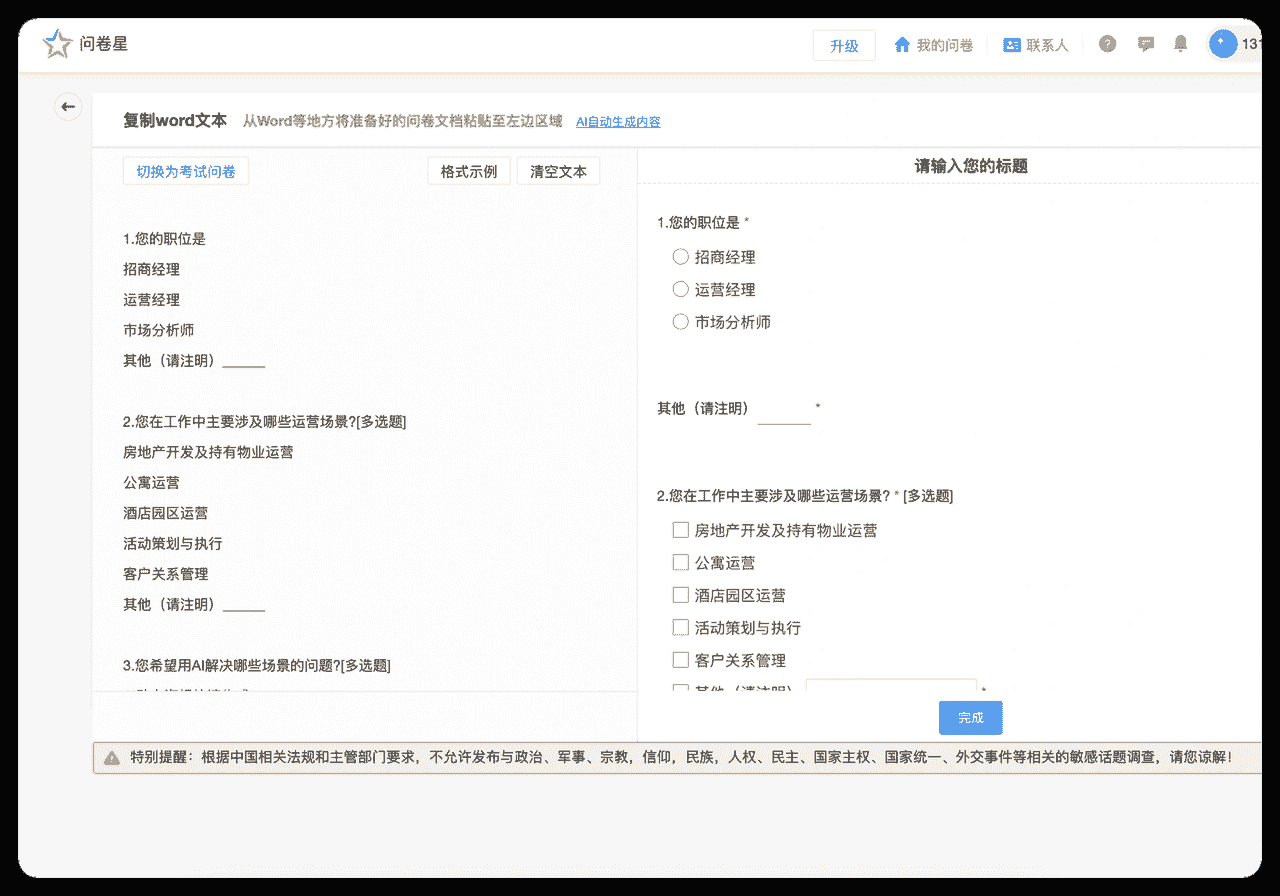 问卷星
升级
我的问卷
联系人
复制word文本 从Word等地方将准备好的问卷文档粘贴至左边区域 AI自动生成内容
切换为考试问卷
格式示例
清空文本
1.您的职位是
招商经理
运营经理
市场分析师
其他（请注明）______
2.您在工作中主要涉及哪些运营场景?[多选题]
房地产开发及持有物业运营
公寓运营
酒店园区运营
活动策划与执行
客户关系管理
其他（请注明）______
3.您希望用AI解决哪些场景的问题?[多选题]
请输入您的标题
1.您的职位是 *
招商经理
运营经理
市场分析师
其他（请注明） ______ *
2.您在工作中主要涉及哪些运营场景? * [多选题]
房地产开发及持有物业运营
公寓运营
酒店园区运营
活动策划与执行
客户关系管理
其他（请注明） *
完成
特别提醒：根据中国相关法规和主管部门要求，不允许发布与政治、军事、宗教，信仰，民族，人权、民主、国家主权、国家统一、外交事件等相关的敏感话题调查，请您谅解！